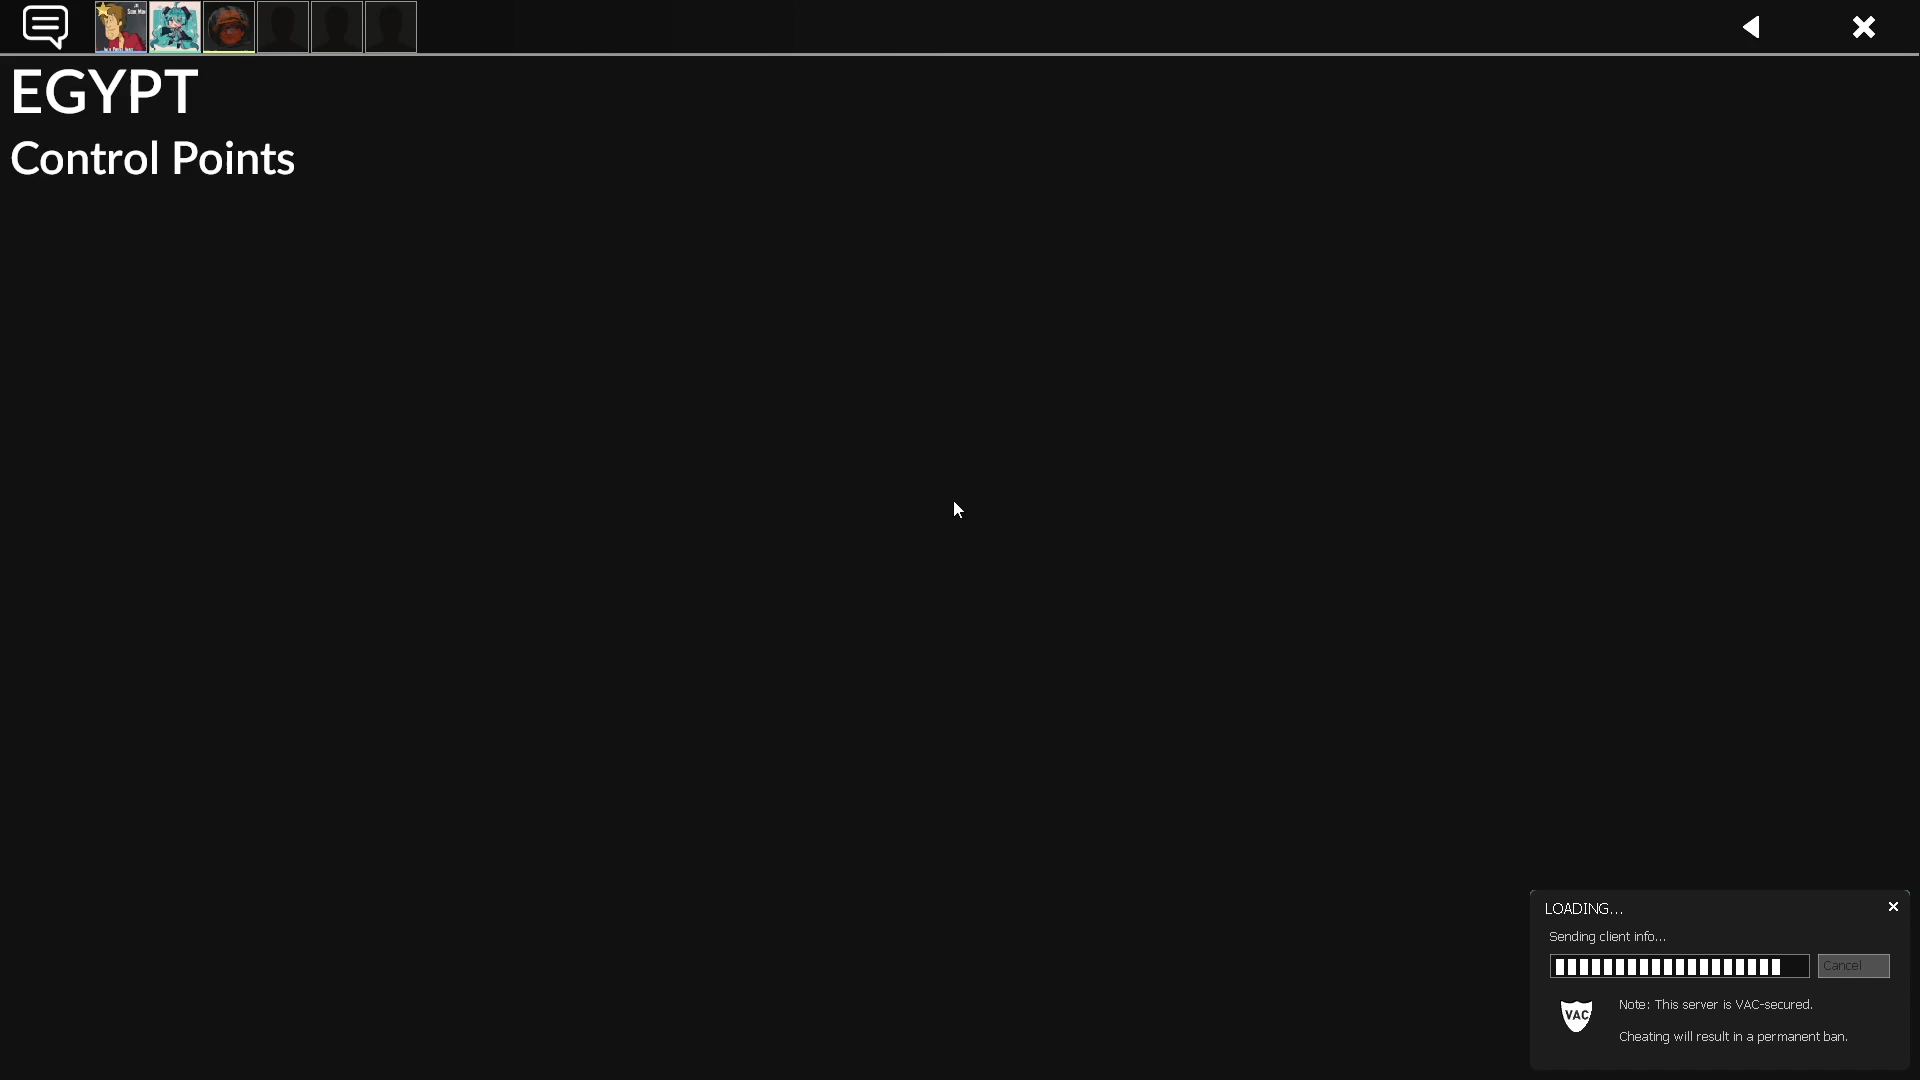 EGYPT
Control Points
LOADING...
Sending client info...
Cancel
VAC
Note: This server is VAC-secured.
Cheating will result in a permanent ban.